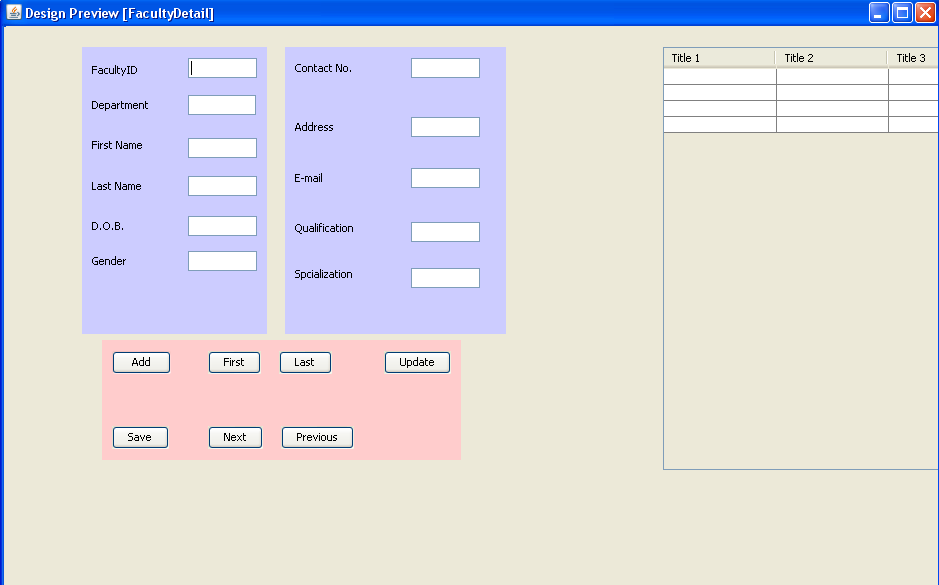 Design Preview [FacultyDetail]
FacultyID
Department
First Name
Last Name
D.O.B.
Gender
Contact No.
Address
E-mail
Qualification
Spcialization
Title 1 Title 2 Title 3
Add First Last Update
Save Next Previous